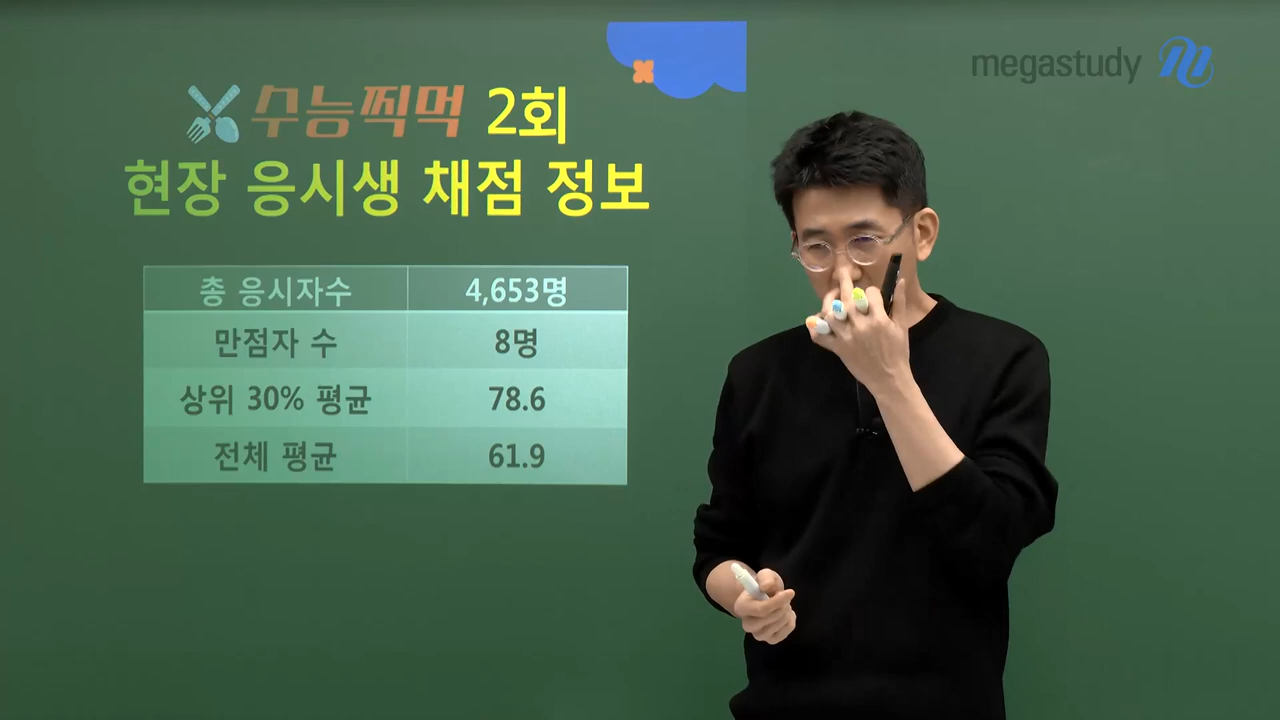 megastudy
수능찍먹 2회
현장 응시생 채점 정보
총 응시자수 4,653명
만점자 수 8명
상위 30% 평균 78.6
전체 평균 61.9